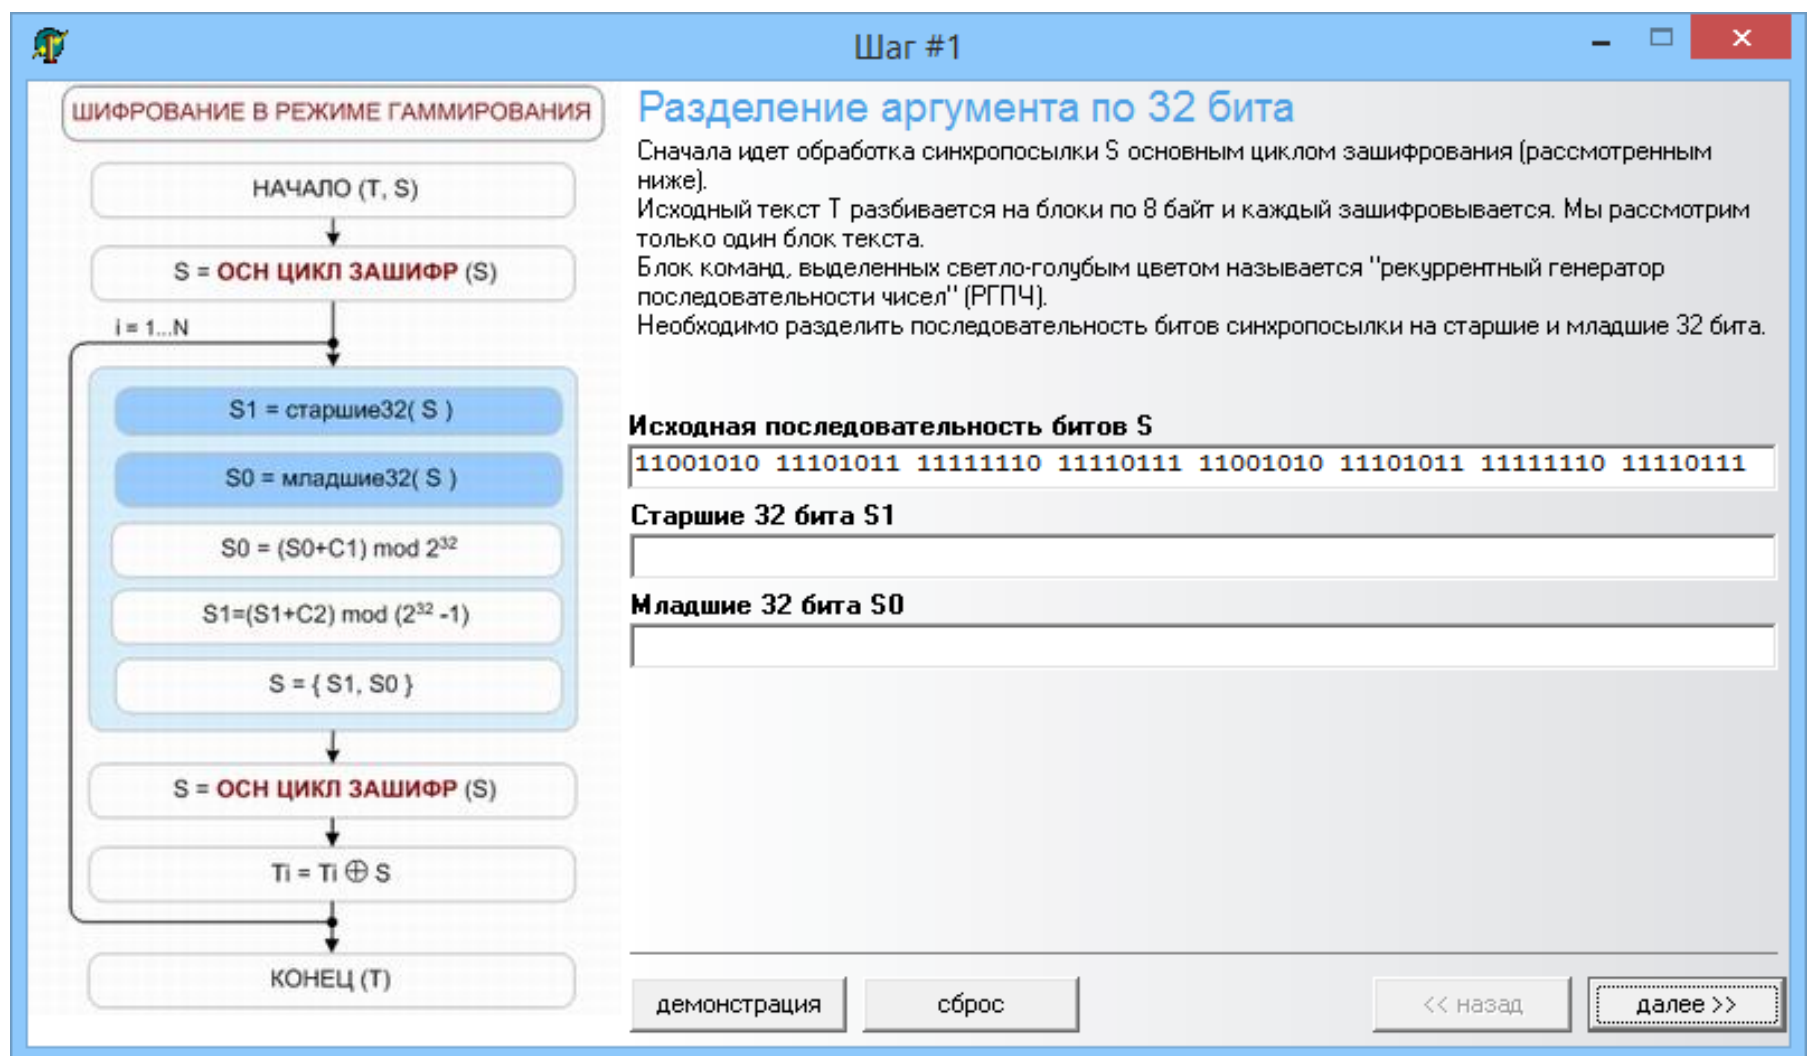 Шаг #1
ШИФРОВАНИЕ В РЕЖИМЕ ГАММИРОВАНИЯ
НАЧАЛО (T, S)
S = ОСН ЦИКЛ ЗАШИФР (S)
i = 1...N
S1 = старшие32( S )
S0 = младшие32( S )
S0 = (S0+C1) mod 2³²
S1=(S1+C2) mod (2³² -1)
S = { S1, S0 }
S = ОСН ЦИКЛ ЗАШИФР (S)
Ti = Ti ⊕ S
КОНЕЦ (T)
Разделение аргумента по 32 бита
Сначала идет обработка синхропосылки S основным циклом зашифрования (рассмотренным
ниже).
Исходный текст T разбивается на блоки по 8 байт и каждый зашифровывается. Мы рассмотрим
только один блок текста.
Блок команд, выделенных светло-голубым цветом называется "рекуррентный генератор
последовательности чисел" (РГПЧ).
Необходимо разделить последовательность битов синхропосылки на старшие и младшие 32 бита.
Исходная последовательность битов S
11001010 11101011 11111110 11110111 11001010 11101011 11111110 11110111
Старшие 32 бита S1
Младшие 32 бита S0
демонстрация
сброс
<< назад
далее >>